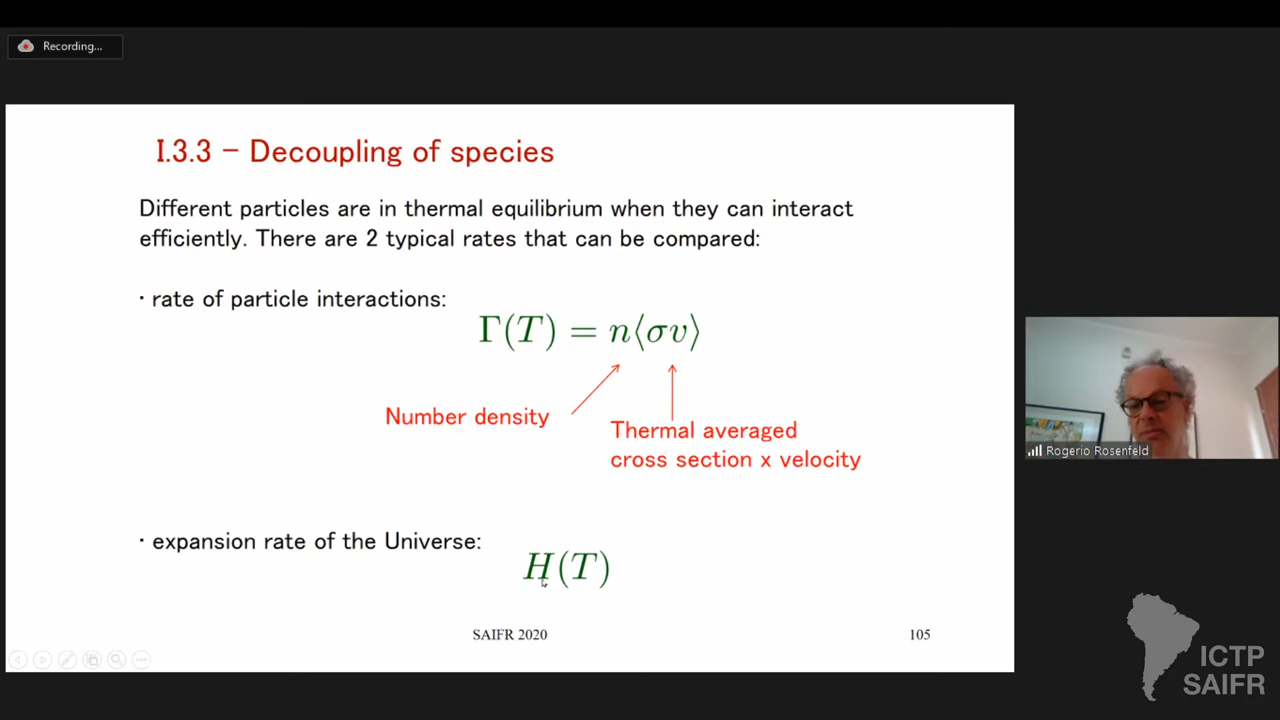 Recording...
I.3.3 – Decoupling of species
Different particles are in thermal equilibrium when they can interact
efficiently. There are 2 typical rates that can be compared:
・rate of particle interactions:
Γ(T) = n⟨σv⟩
Number density
Thermal averaged
cross section x velocity
・expansion rate of the Universe:
H(T)
SAIFR 2020
105
Rogerio Rosenfeld
ICTP
SAIFR